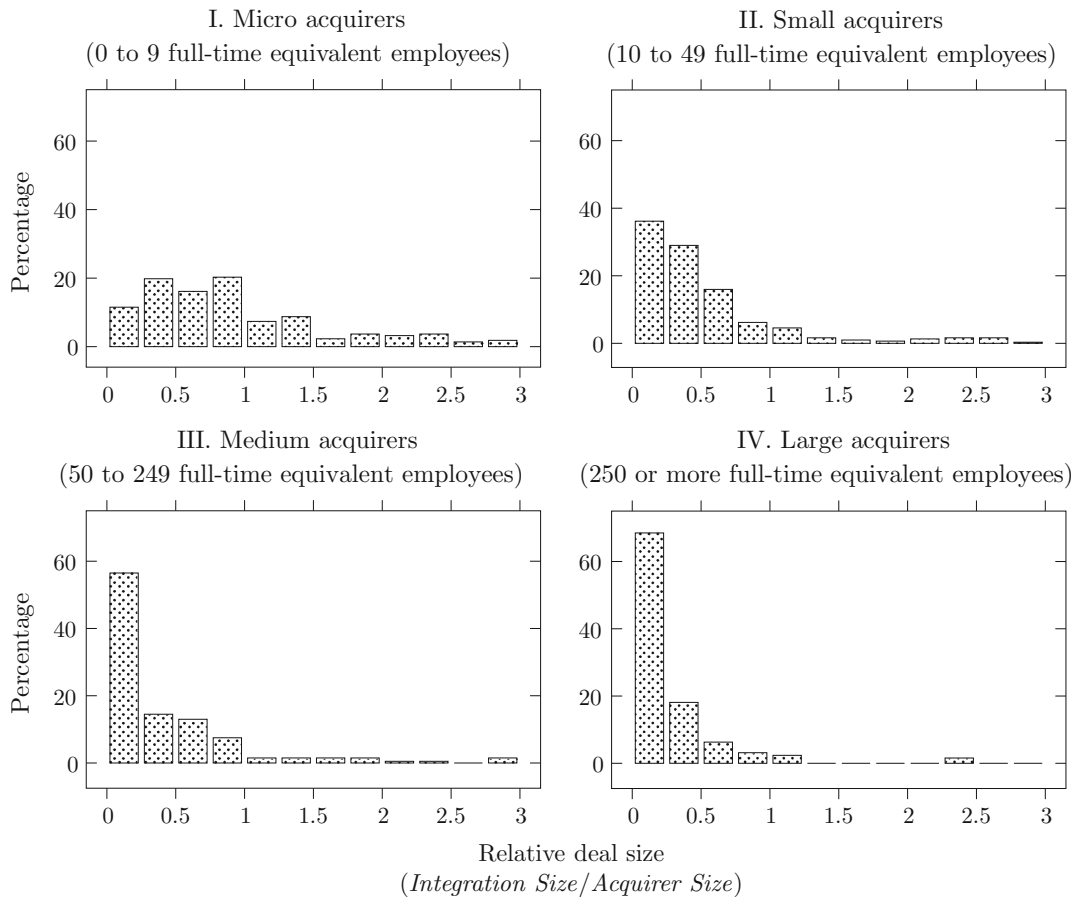 I. Micro acquirers
(0 to 9 full-time equivalent employees)
Percentage
60
40
20
0
0 0.5 1 1.5 2 2.5 3
II. Small acquirers
(10 to 49 full-time equivalent employees)
60
40
20
0
0 0.5 1 1.5 2 2.5 3
III. Medium acquirers
(50 to 249 full-time equivalent employees)
Percentage
60
40
20
0
0 0.5 1 1.5 2 2.5 3
IV. Large acquirers
(250 or more full-time equivalent employees)
60
40
20
0
0 0.5 1 1.5 2 2.5 3
Relative deal size
(Integration Size/Acquirer Size)